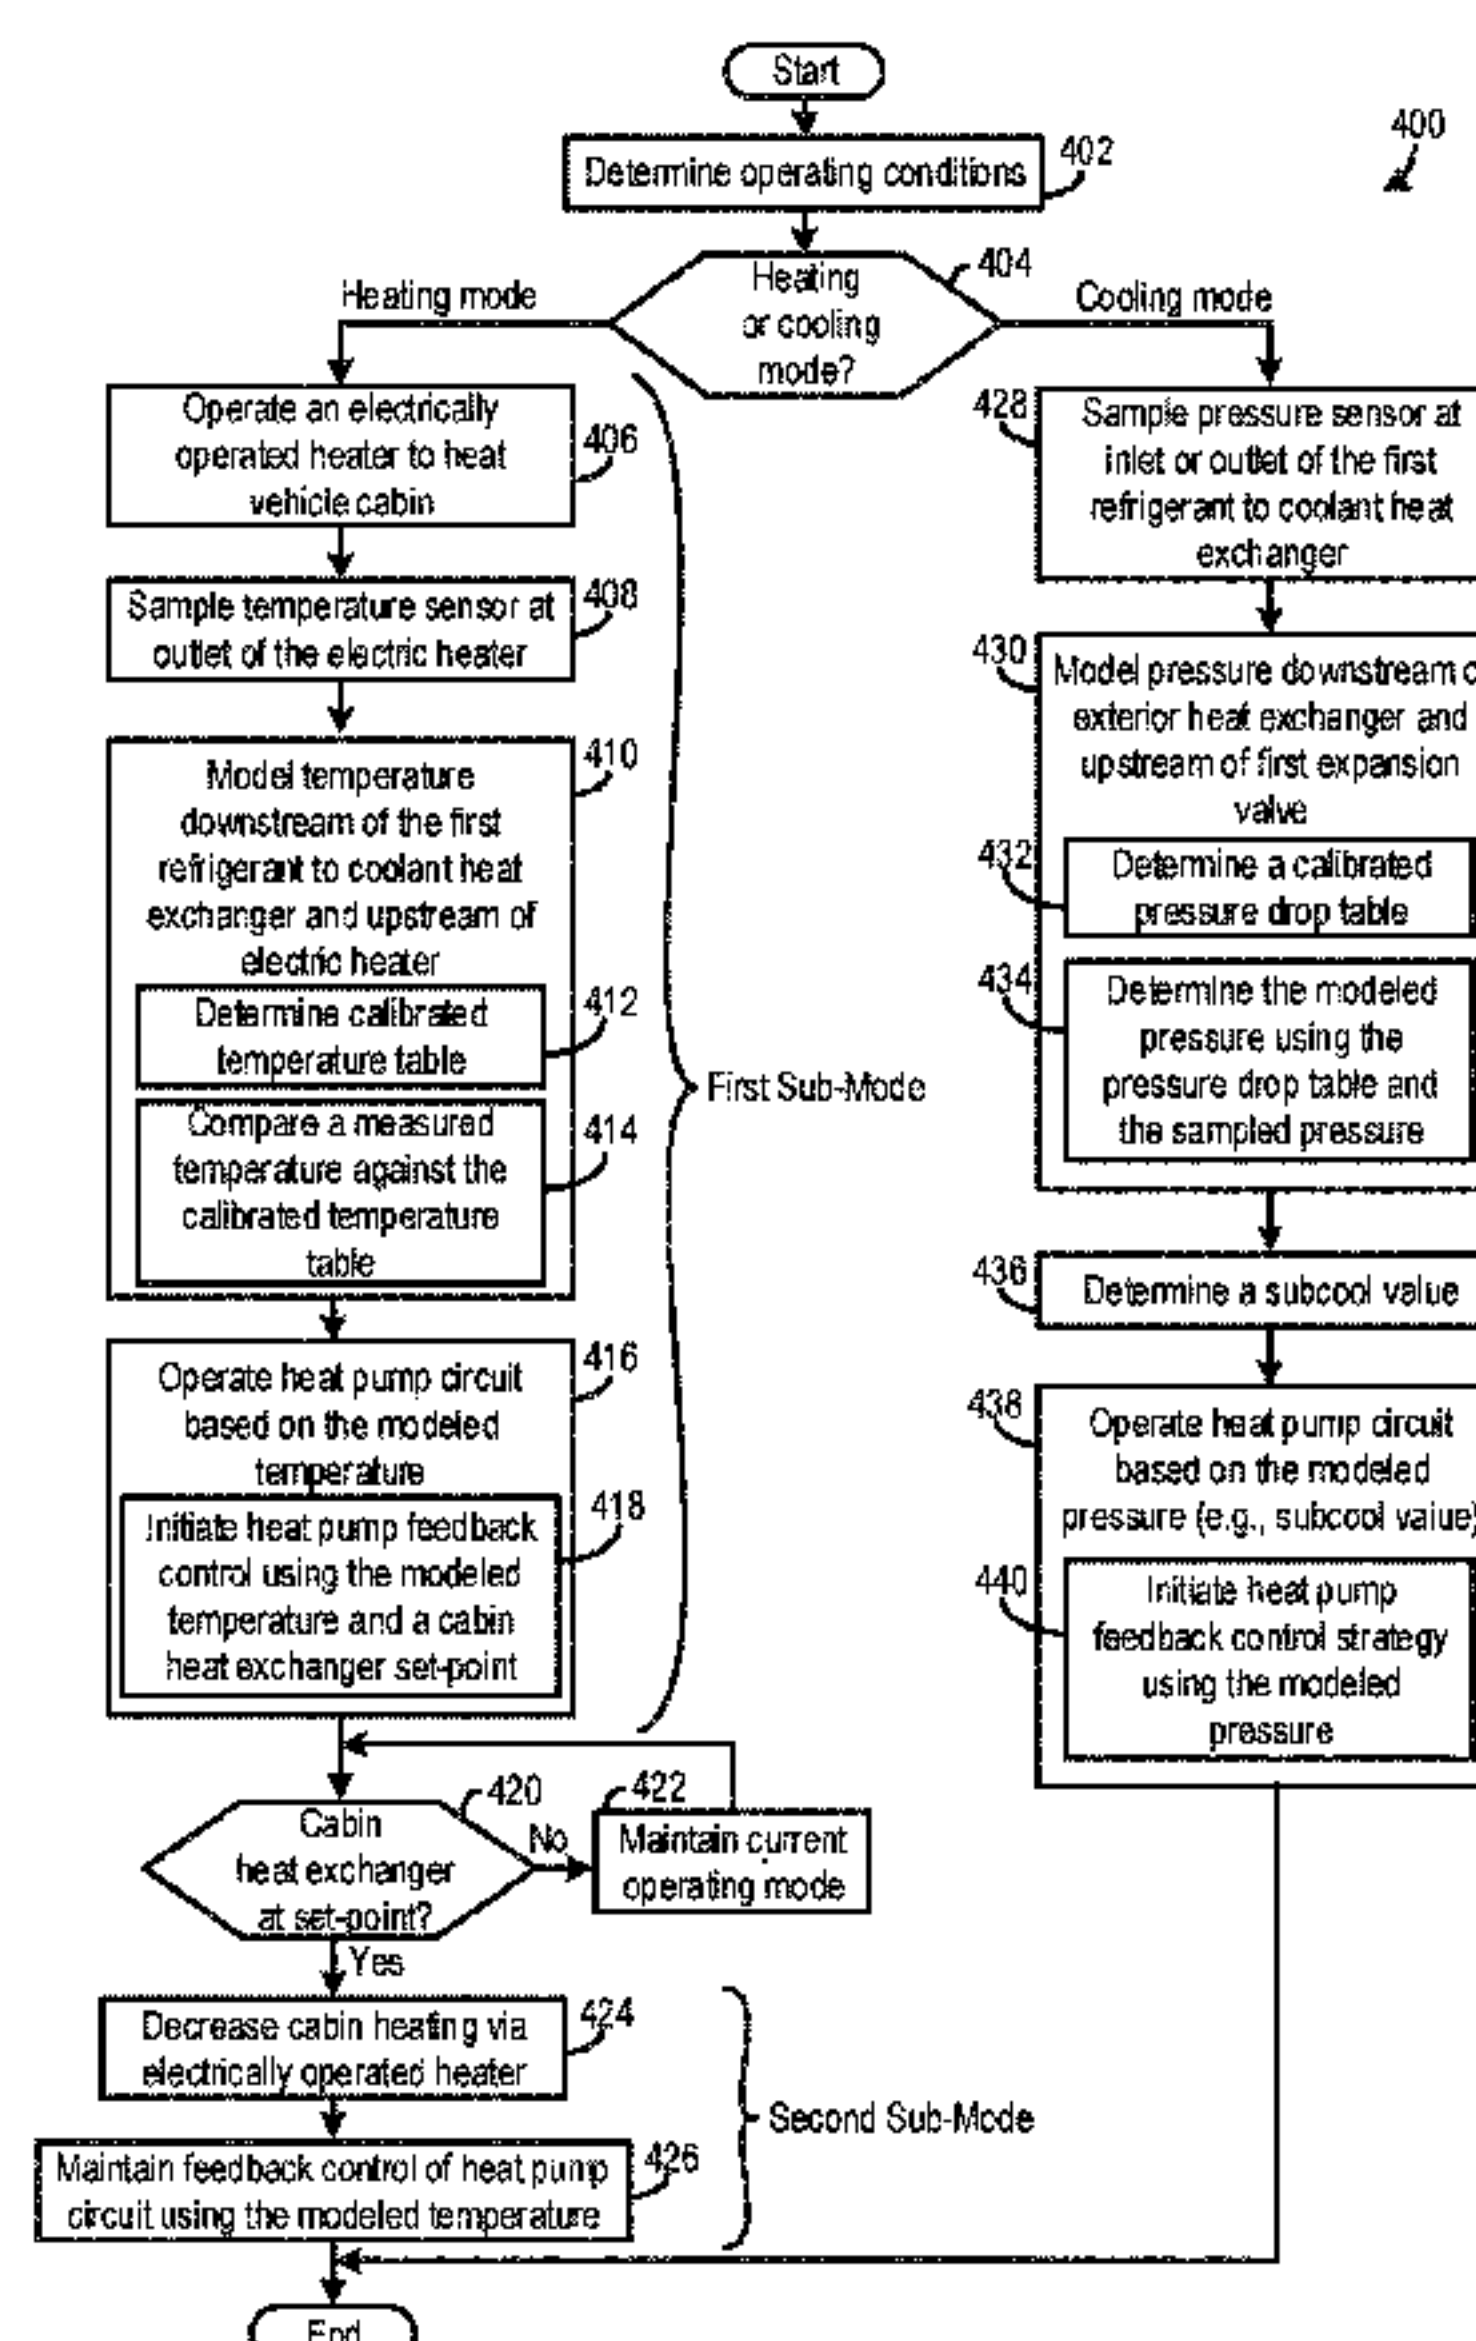 Start
400
Determine operating conditions
402
Heating
or cooling
mode?
404
Heating mode
Cooling mode
Operate an electrically
operated heater to heat
vehicle cabin
406
Sample temperature sensor at
outlet of the electric heater
408
Model temperature
downstream of the first
refrigerant to coolant heat
exchanger and upstream of
electric heater
410
Determine calibrated
temperature table
412
Compare a measured
temperature against the
calibrated temperature
table
414
Operate heat pump circuit
based on the modeled
temperature
416
Initiate heat pump feedback
control using the modeled
temperature and a cabin
heat exchanger set-point
418
First Sub-Mode
Cabin
heat exchanger
at set-point?
420
No
422
Maintain current
operating mode
Yes
Decrease cabin heating via
electrically operated heater
424
Maintain feedback control of heat pump
circuit using the modeled temperature
426
Second Sub-Mode
End
428
Sample pressure sensor at
inlet or outlet of the first
refrigerant to coolant heat
exchanger
430
Model pressure downstream
exterior heat exchanger and
upstream of first expansion
valve
432
Determine a calibrated
pressure drop table
434
Determine the modeled
pressure using the
pressure drop table and
the sampled pressure
436
Determine a subcool value
438
Operate heat pump circuit
based on the modeled
pressure (e.g., subcool value)
440
Initiate heat pump
feedback control strategy
using the modeled
pressure